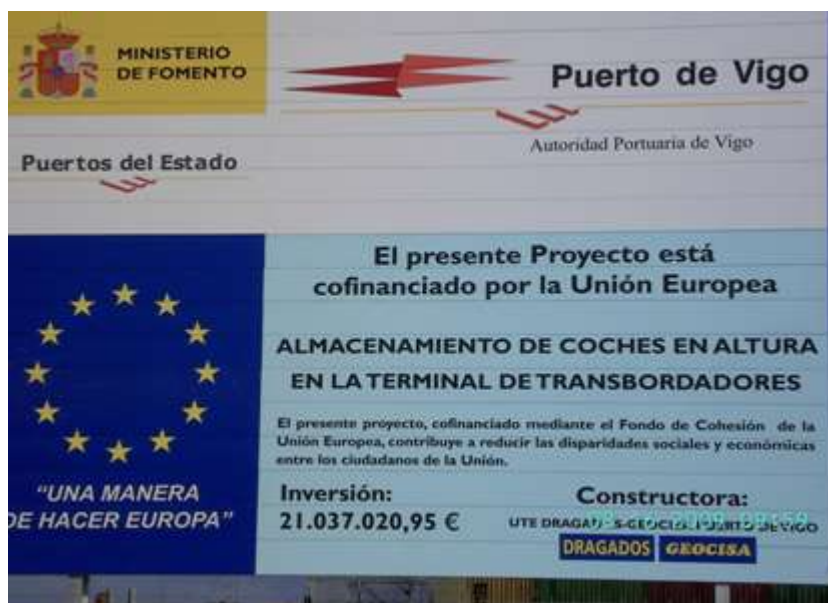 MINISTERIO
DE FOMENTO
Puerto de Vigo
Autoridad Portuaria de Vigo
Puertos del Estado
El presente Proyecto está
cofinanciado por la Unión Europea
ALMACENAMIENTO DE COCHES EN ALTURA
EN LA TERMINAL DE TRANSBORDADORES
El presente proyecto, cofinanciado mediante el Fondo de Cohesión de la
Unión Europea, contribuye a reducir las disparidades sociales y económicas
entre los ciudadanos de la Unión.
"UNA MANERA
DE HACER EUROPA"
Inversión:
21.037.020,95 €
Constructora:
UTE DRAGADOS-GEOCISA PUERTO DE VIGO
DRAGADOS GEOCISA